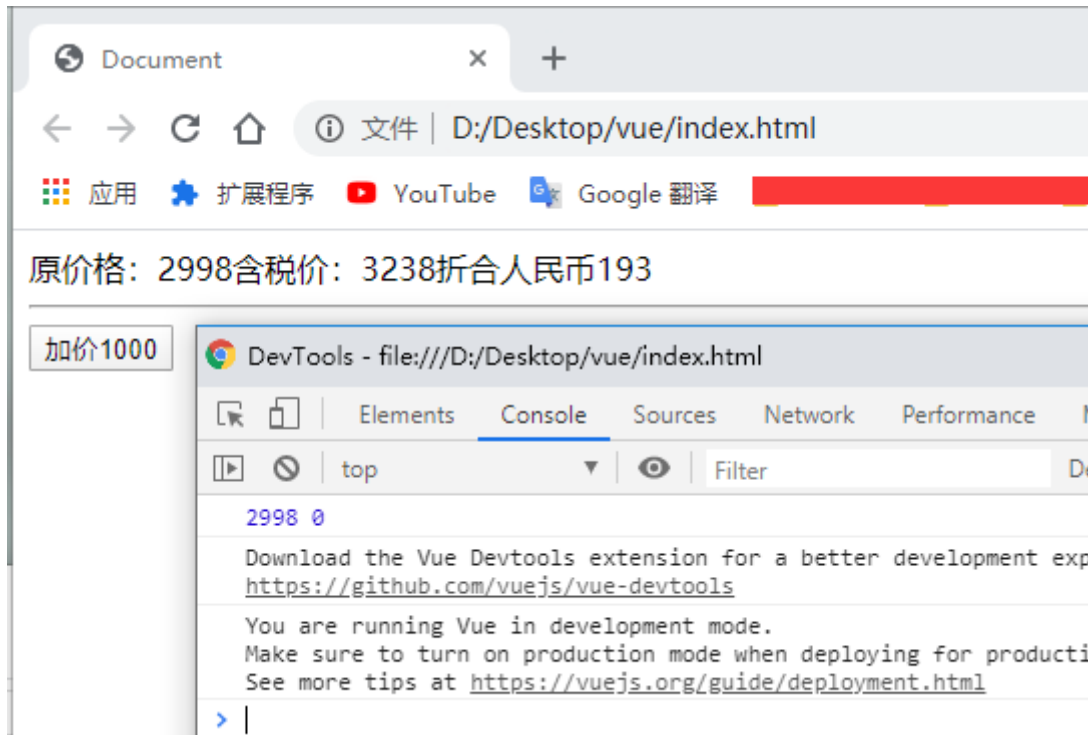 Document
文件 D:/Desktop/vue/index.html
应用 扩展程序 YouTube Google 翻译
原价格：2998含税价：3238折合人民币193
加价1000
DevTools - file:///D:/Desktop/vue/index.html
Elements Console Sources Network Performance
top Filter
2998 0
Download the Vue Devtools extension for a better development exp
https://github.com/vuejs/vue-devtools
You are running Vue in development mode.
Make sure to turn on production mode when deploying for producti
See more tips at https://vuejs.org/guide/deployment.html